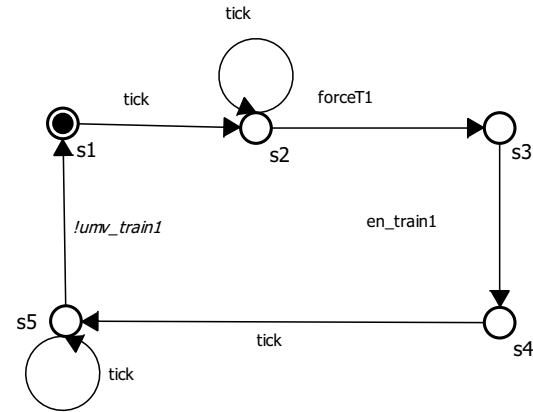 tick
tick
forceT1
s1
s2
s3
!umv_train1
en_train1
s5
tick
s4
tick